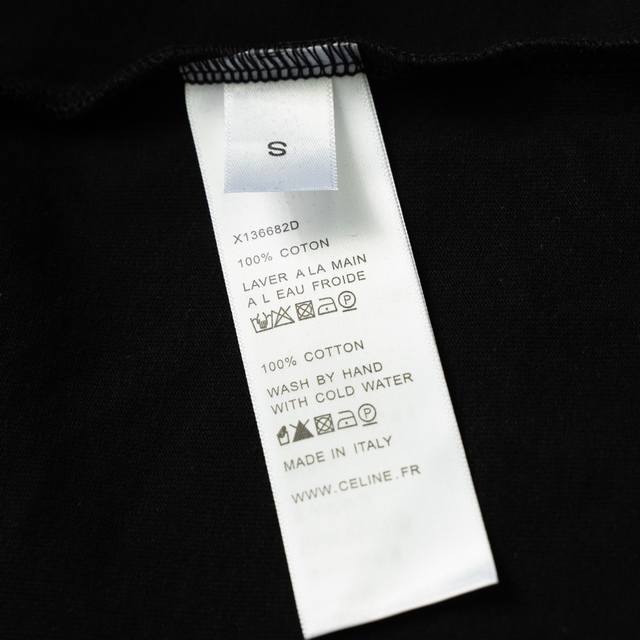 S
X136682D
100% COTON
LAVER A LA MAIN
A L EAU FROIDE
P
100% COTTON
WASH BY HAND
WITH COLD WATER
P
MADE IN ITALY
WWW.CELINE.FR